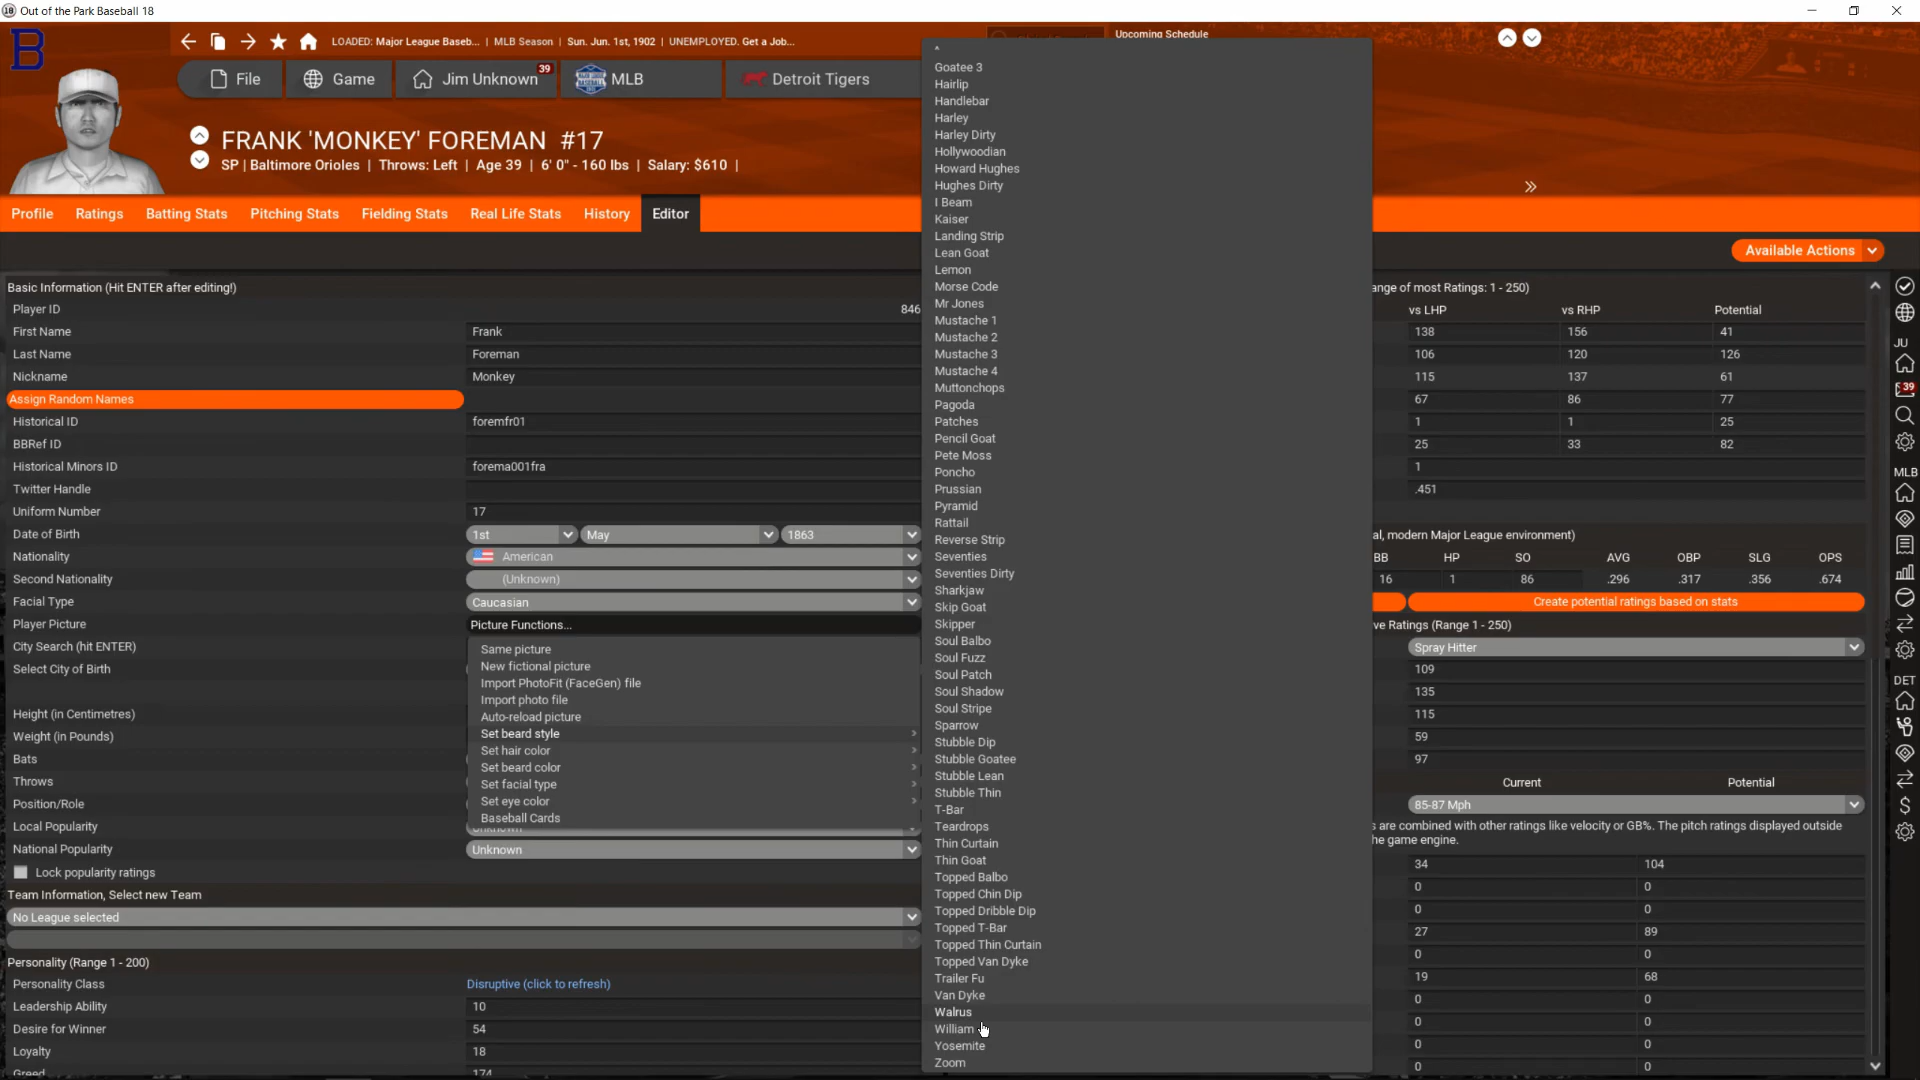 Out of the Park Baseball 18
LOADED: Major League Baseb... | MLB Season | Sun. Jun. 1st, 1902 | UNEMPLOYED. Get a Job...
Upcoming Schedule
File
Game
Jim Unknown
39
MLB
Detroit Tigers
FRANK 'MONKEY' FOREMAN #17
SP | Baltimore Orioles | Throws: Left | Age 39 | 6' 0" - 160 lbs | Salary: $610 |
Profile
Ratings
Batting Stats
Pitching Stats
Fielding Stats
Real Life Stats
History
Editor
Available Actions
Basic Information (Hit ENTER after editing!)
Player ID 846
First Name Frank
Last Name Foreman
Nickname Monkey
Assign Random Names
Historical ID foremfr01
BBRef ID
Historical Minors ID forema001fra
Twitter Handle
Uniform Number 17
Date of Birth 1st May 1863
Nationality American
Second Nationality (Unknown)
Facial Type Caucasian
Player Picture Picture Functions...
City Search (hit ENTER)
Select City of Birth
Height (in Centimetres)
Weight (in Pounds)
Bats
Throws
Position/Role
Local Popularity
National Popularity Unknown
Lock popularity ratings
Team Information, Select new Team
No League selected
Personality (Range 1 - 200)
Personality Class Disruptive (click to refresh)
Leadership Ability 10
Desire for Winner 54
Loyalty 18
Greed 174
Same picture
New fictional picture
Import PhotoFit (FaceGen) file
Import photo file
Auto-reload picture
Set beard style
Set hair color
Set beard color
Set facial type
Set eye color
Baseball Cards
Goatee 3
Hairlip
Handlebar
Harley
Harley Dirty
Hollywoodian
Howard Hughes
Hughes Dirty
I Beam
Kaiser
Landing Strip
Lean Goat
Lemon
Morse Code
Mr Jones
Mustache 1
Mustache 2
Mustache 3
Mustache 4
Muttonchops
Pagoda
Patches
Pencil Goat
Pete Moss
Poncho
Prussian
Pyramid
Rattail
Reverse Strip
Seventies
Seventies Dirty
Sharkjaw
Skip Goat
Skipper
Soul Balbo
Soul Fuzz
Soul Patch
Soul Shadow
Soul Stripe
Sparrow
Stubble Dip
Stubble Goatee
Stubble Lean
Stubble Thin
T-Bar
Teardrops
Thin Curtain
Thin Goat
Topped Balbo
Topped Chin Dip
Topped Dribble Dip
Topped T-Bar
Topped Thin Curtain
Topped Van Dyke
Trailer Fu
Van Dyke
Walrus
William
Yosemite
Zoom
ange of most Ratings: 1 - 250)
vs LHP vs RHP Potential
138 156 41
106 120 126
115 137 61
67 86 77
1 1 25
25 33 82
1
.451
al, modern Major League environment)
BB HP SO AVG OBP SLG OPS
16 1 86 .296 .317 .356 .674
Create potential ratings based on stats
ve Ratings (Range 1 - 250)
Spray Hitter
109
135
115
59
97
Current Potential
85-87 Mph
s are combined with other ratings like velocity or GB%. The pitch ratings displayed outside
he game engine.
34 104
0 0
0 0
27 89
0 0
19 68
0 0
0 0
0 0
0 0
JU
39
MLB
DET